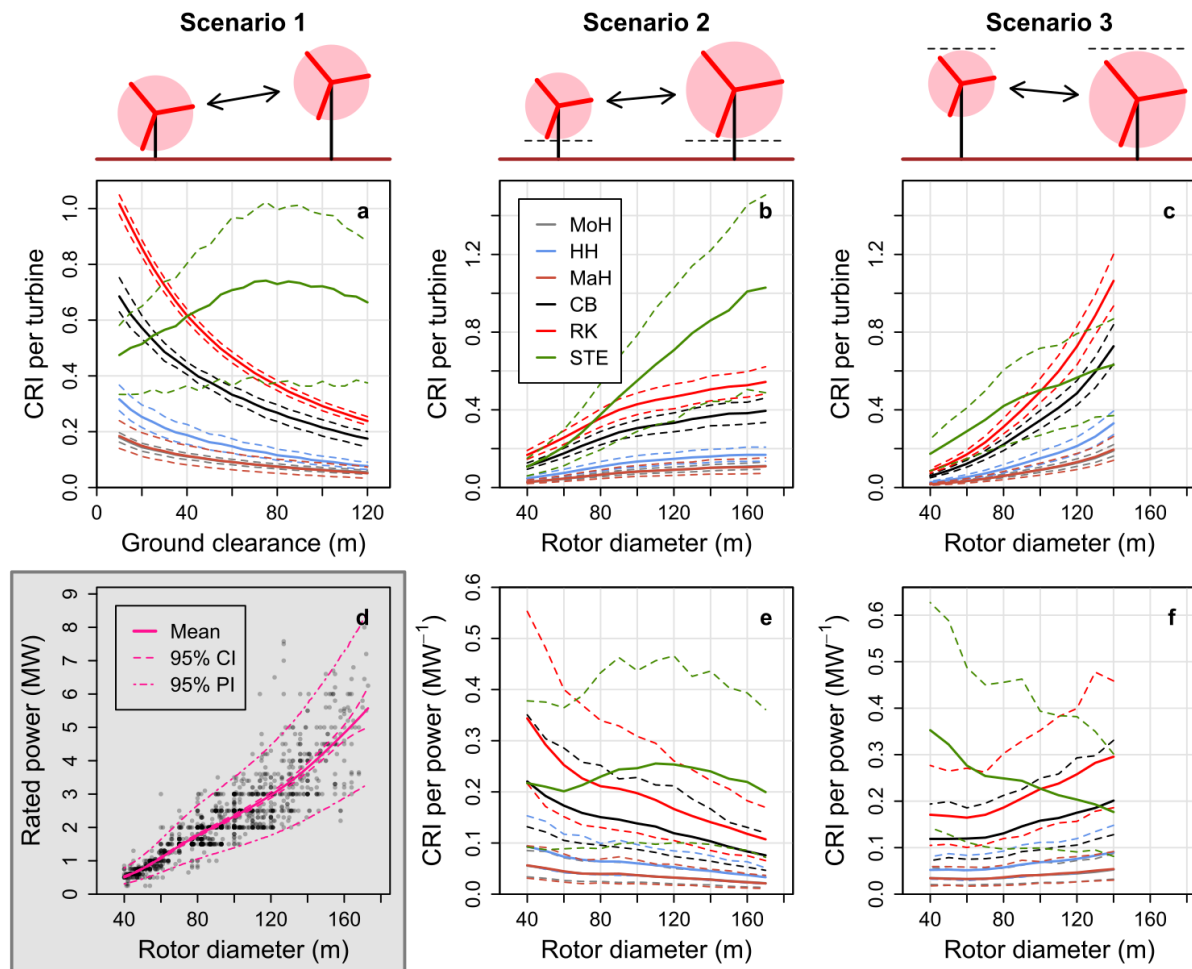 Scenario 1
Scenario 2
Scenario 3
a
CRI per turbine
0.0 0.2 0.4 0.6 0.8 1.0
0 40 80 120
Ground clearance (m)
b
MoH
HH
MaH
CB
RK
STE
CRI per turbine
0.0 0.4 0.8 1.2
40 80 120 160
Rotor diameter (m)
c
CRI per turbine
0.0 0.4 0.8 1.2
40 80 120 160
Rotor diameter (m)
d
Mean
95% CI
95% PI
Rated power (MW)
0 1 2 3 4 5 6 7 8 9
40 80 120 160
Rotor diameter (m)
e
CRI per power (MW⁻¹)
0.0 0.1 0.2 0.3 0.4 0.5 0.6
40 80 120 160
Rotor diameter (m)
f
CRI per power (MW⁻¹)
0.0 0.1 0.2 0.3 0.4 0.5 0.6
40 80 120 160
Rotor diameter (m)